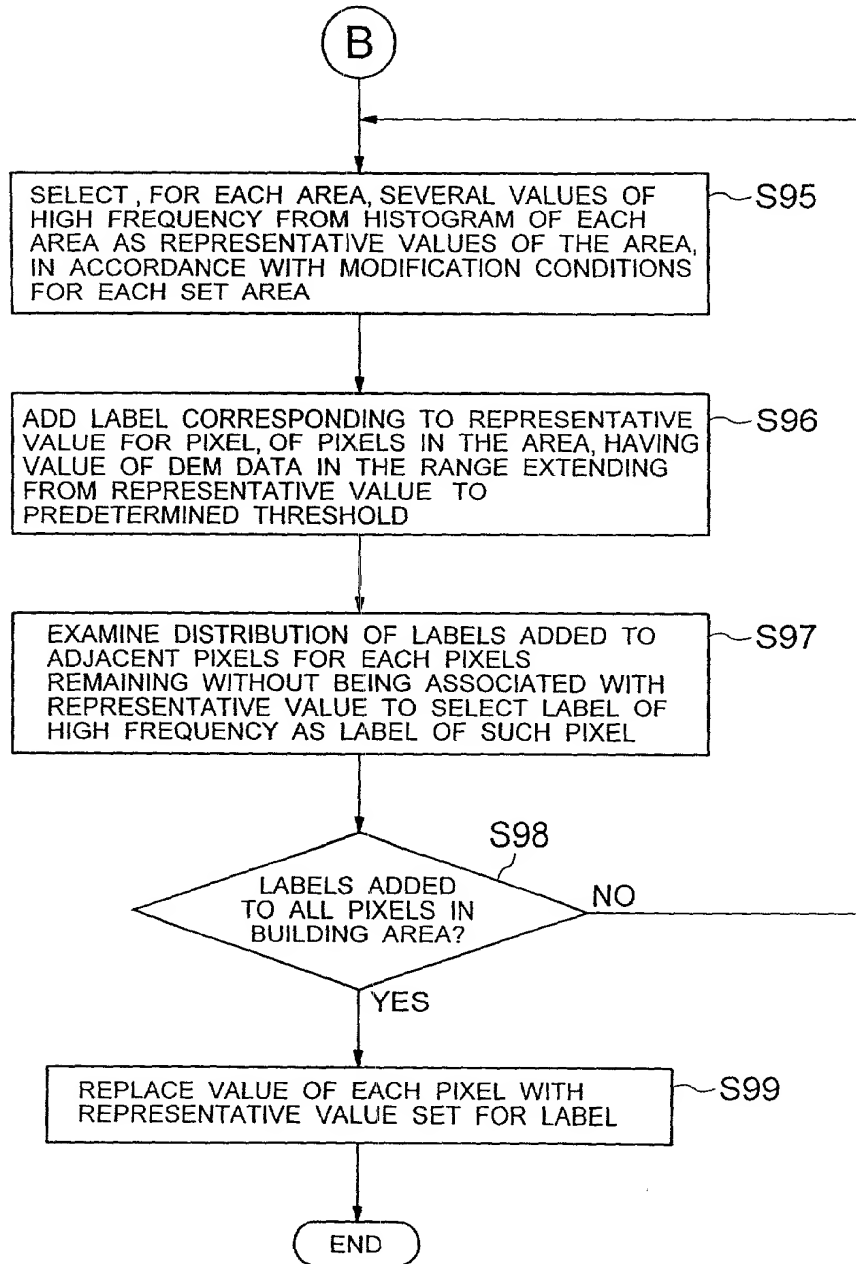 B
SELECT, FOR EACH AREA, SEVERAL VALUES OF
HIGH FREQUENCY FROM HISTOGRAM OF EACH
AREA AS REPRESENTATIVE VALUES OF THE AREA,
IN ACCORDANCE WITH MODIFICATION CONDITIONS
FOR EACH SET AREA
S95
ADD LABEL CORRESPONDING TO REPRESENTATIVE
VALUE FOR PIXEL, OF PIXELS IN THE AREA, HAVING
VALUE OF DEM DATA IN THE RANGE EXTENDING
FROM REPRESENTATIVE VALUE TO
PREDETERMINED THRESHOLD
S96
EXAMINE DISTRIBUTION OF LABELS ADDED TO
ADJACENT PIXELS FOR EACH PIXELS
REMAINING WITHOUT BEING ASSOCIATED WITH
REPRESENTATIVE VALUE TO SELECT LABEL OF
HIGH FREQUENCY AS LABEL OF SUCH PIXEL
S97
S98
LABELS ADDED
TO ALL PIXELS IN
BUILDING AREA?
NO
YES
REPLACE VALUE OF EACH PIXEL WITH
REPRESENTATIVE VALUE SET FOR LABEL
S99
END